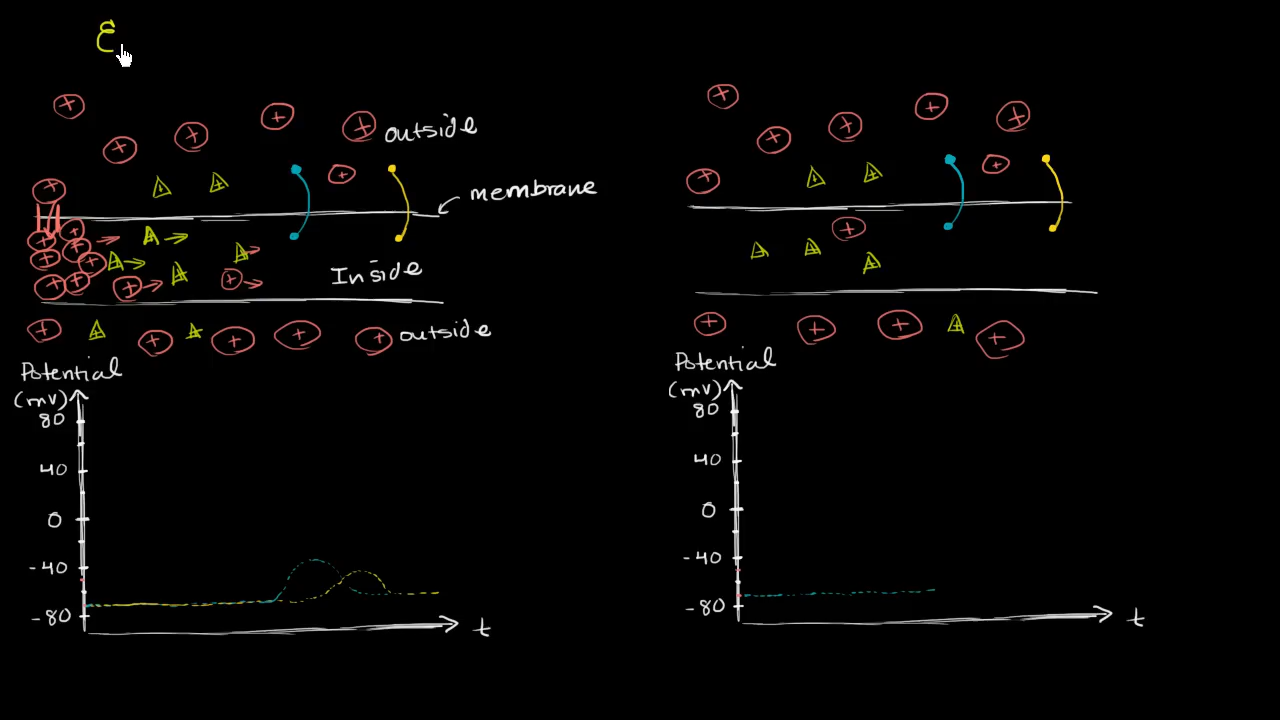 ε
outside
membrane
Inside
outside
Potential
(mV)
80
40
0
-40
-80
t
Potential
(mV)
80
40
0
-40
-80
t